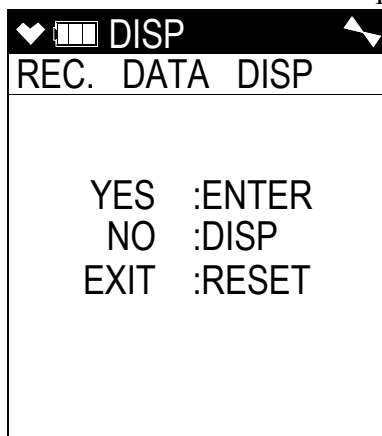 DISP
REC. DATA DISP
YES :ENTER
NO :DISP
EXIT :RESET